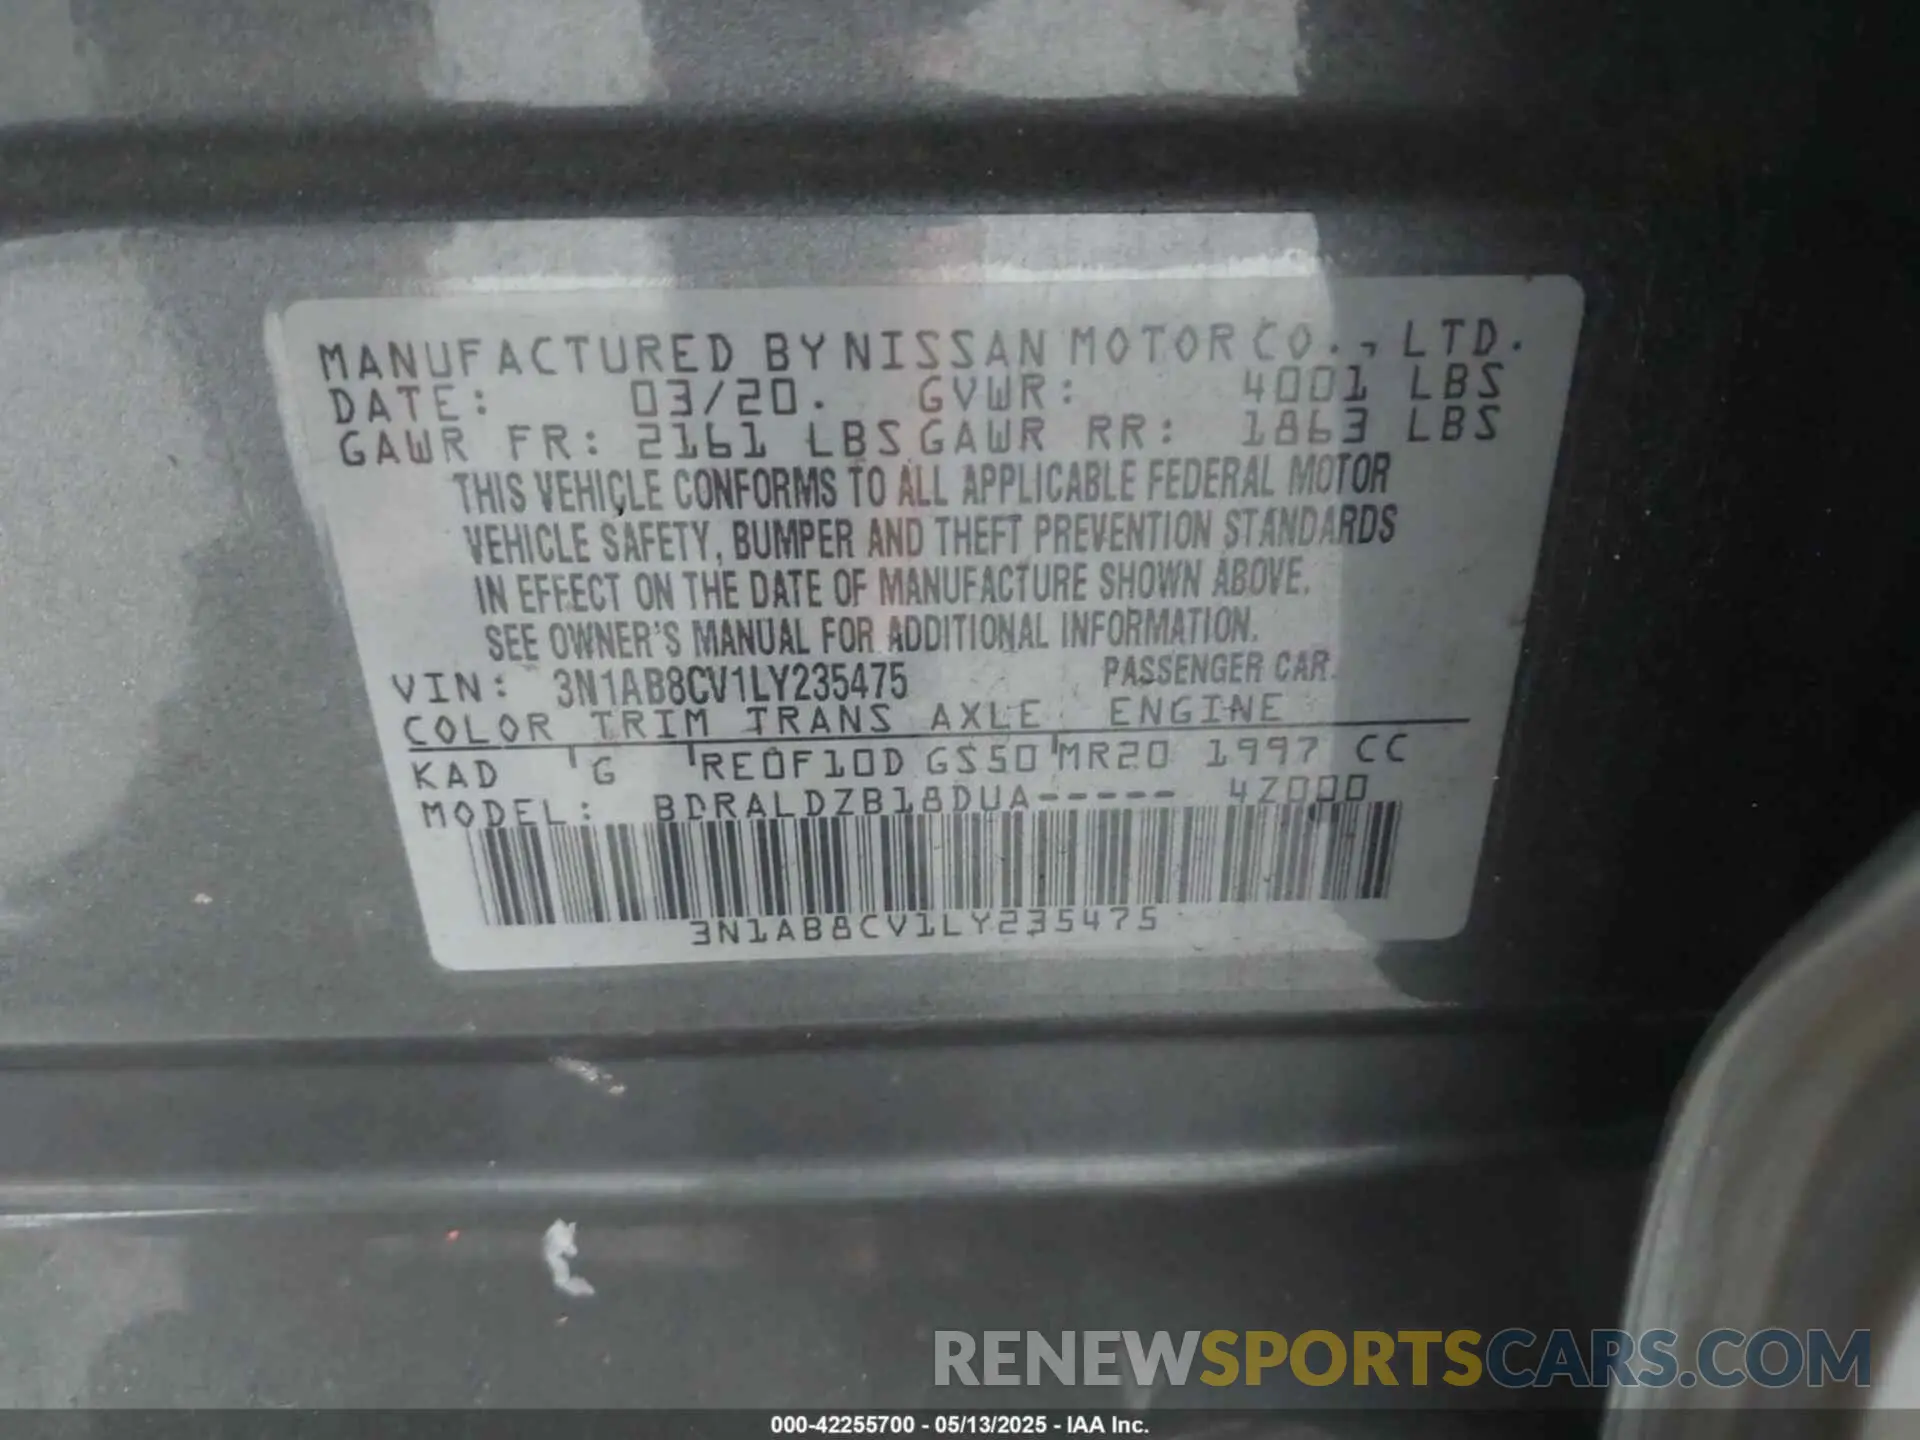 MANUFACTURED BY NISSAN MOTOR CO., LTD.
DATE: 03/20. GVWR: 4001 LBS
GAWR FR: 2161 LBS GAWR RR: 1863 LBS
THIS VEHICLE CONFORMS TO ALL APPLICABLE FEDERAL MOTOR
VEHICLE SAFETY, BUMPER AND THEFT PREVENTION STANDARDS
IN EFFECT ON THE DATE OF MANUFACTURE SHOWN ABOVE.
SEE OWNER'S MANUAL FOR ADDITIONAL INFORMATION.
VIN: 3N1AB8CV1LY235475 PASSENGER CAR.
COLOR TRIM TRANS AXLE ENGINE
KAD G RE0F10D GS50 MR20 1997 CC
MODEL: BDRALDZB18DUA----- 4Z000
3N1AB8CV1LY235475
RENEWSPORTSCARS.COM
000-42255700 - 05/13/2025 - IAA Inc.